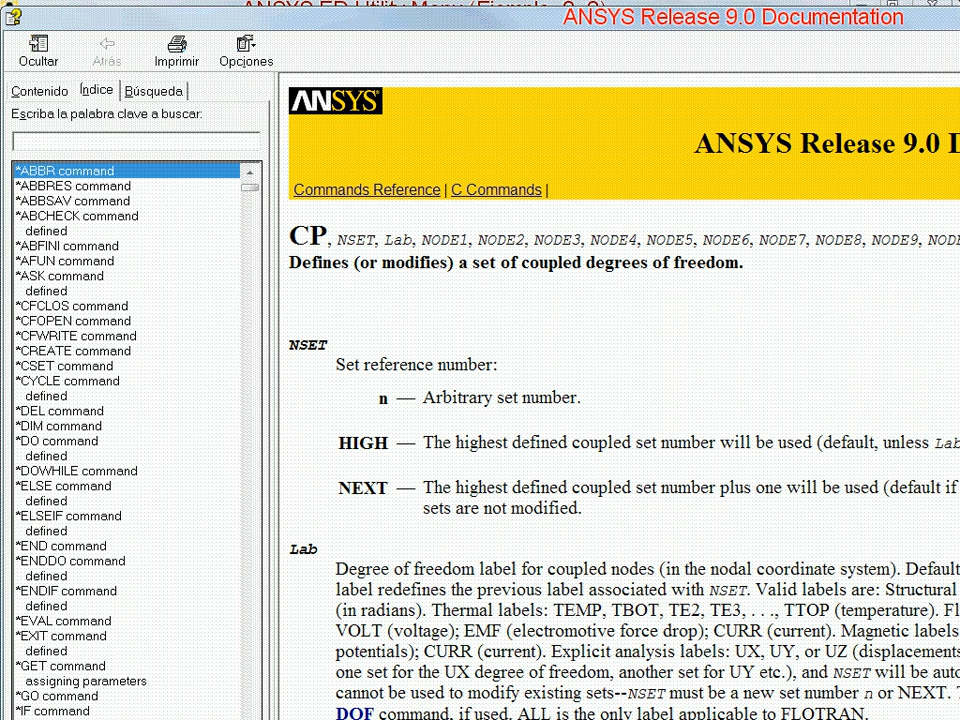 ANSYS Release 9.0 Documentation
Ocultar
Atrás
Imprimir
Opciones
Contenido
Índice
Búsqueda
Escriba la palabra clave a buscar:
*ABBR command
*ABBRES command
*ABBSAV command
*ABCHECK command
defined
*ABFINI command
*AFUN command
*ASK command
defined
*CFCLOS command
*CFOPEN command
*CFWRITE command
*CREATE command
*CSET command
*CYCLE command
defined
*DEL command
*DIM command
*DO command
defined
*DOWHILE command
*ELSE command
defined
*ELSEIF command
defined
*END command
*ENDDO command
defined
*ENDIF command
defined
*EVAL command
*EXIT command
defined
*GET command
assigning parameters
*GO command
*IF command
ANSYS
ANSYS Release 9.0 D
Commands Reference | C Commands |
CP, NSET, Lab, NODE1, NODE2, NODE3, NODE4, NODE5, NODE6, NODE7, NODE8, NODE9, NODE
Defines (or modifies) a set of coupled degrees of freedom.
NSET
Set reference number:
n — Arbitrary set number.
HIGH — The highest defined coupled set number will be used (default, unless Lab
NEXT — The highest defined coupled set number plus one will be used (default if
sets are not modified.
Lab
Degree of freedom label for coupled nodes (in the nodal coordinate system). Default
label redefines the previous label associated with NSET. Valid labels are: Structural
(in radians). Thermal labels: TEMP, TBOT, TE2, TE3, . . ., TTOP (temperature). Fl
VOLT (voltage); EMF (electromotive force drop); CURR (current). Magnetic labels
potentials); CURR (current). Explicit analysis labels: UX, UY, or UZ (displacements
one set for the UX degree of freedom, another set for UY etc.), and NSET will be auto
cannot be used to modify existing sets--NSET must be a new set number n or NEXT.
DOF command, if used. ALL is the only label applicable to FLOTRAN.